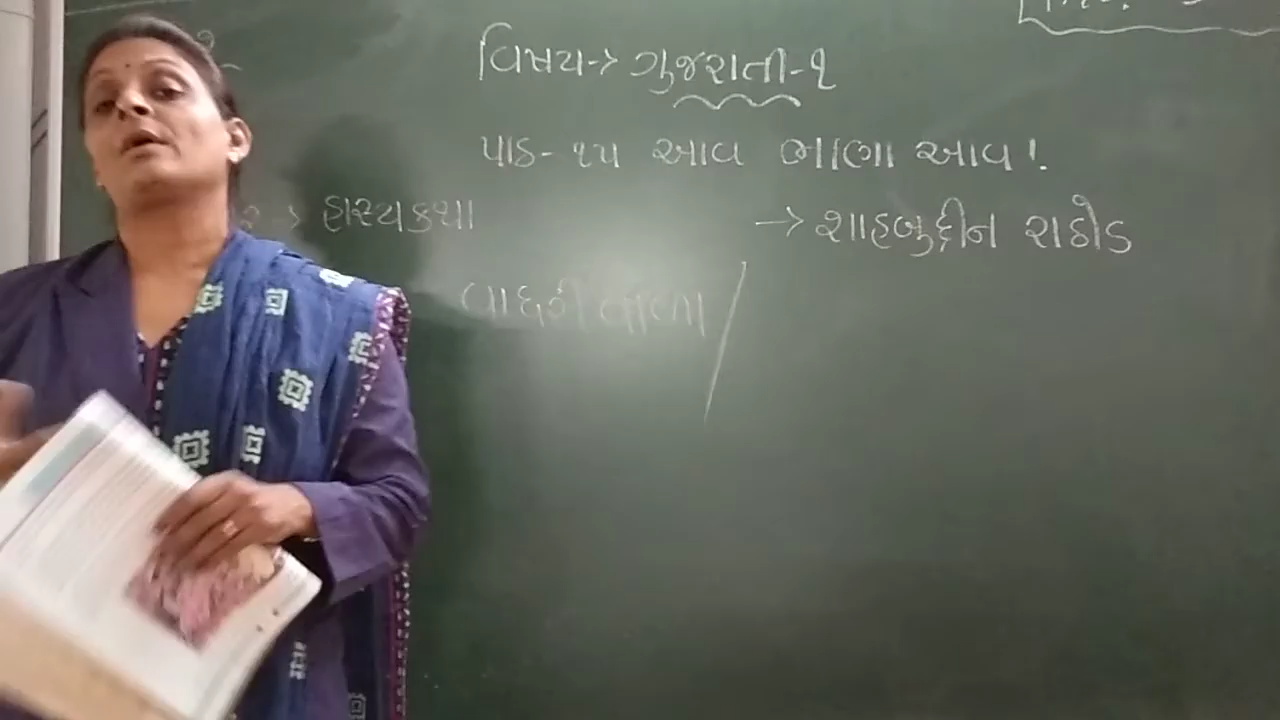 વિષય-> ગુજરાતી-૧
પાઠ- ૧૫ આવ ભાણા આવ!.
-> હાસ્યકથા
-> શાહબુદ્દીન રાઠોડ